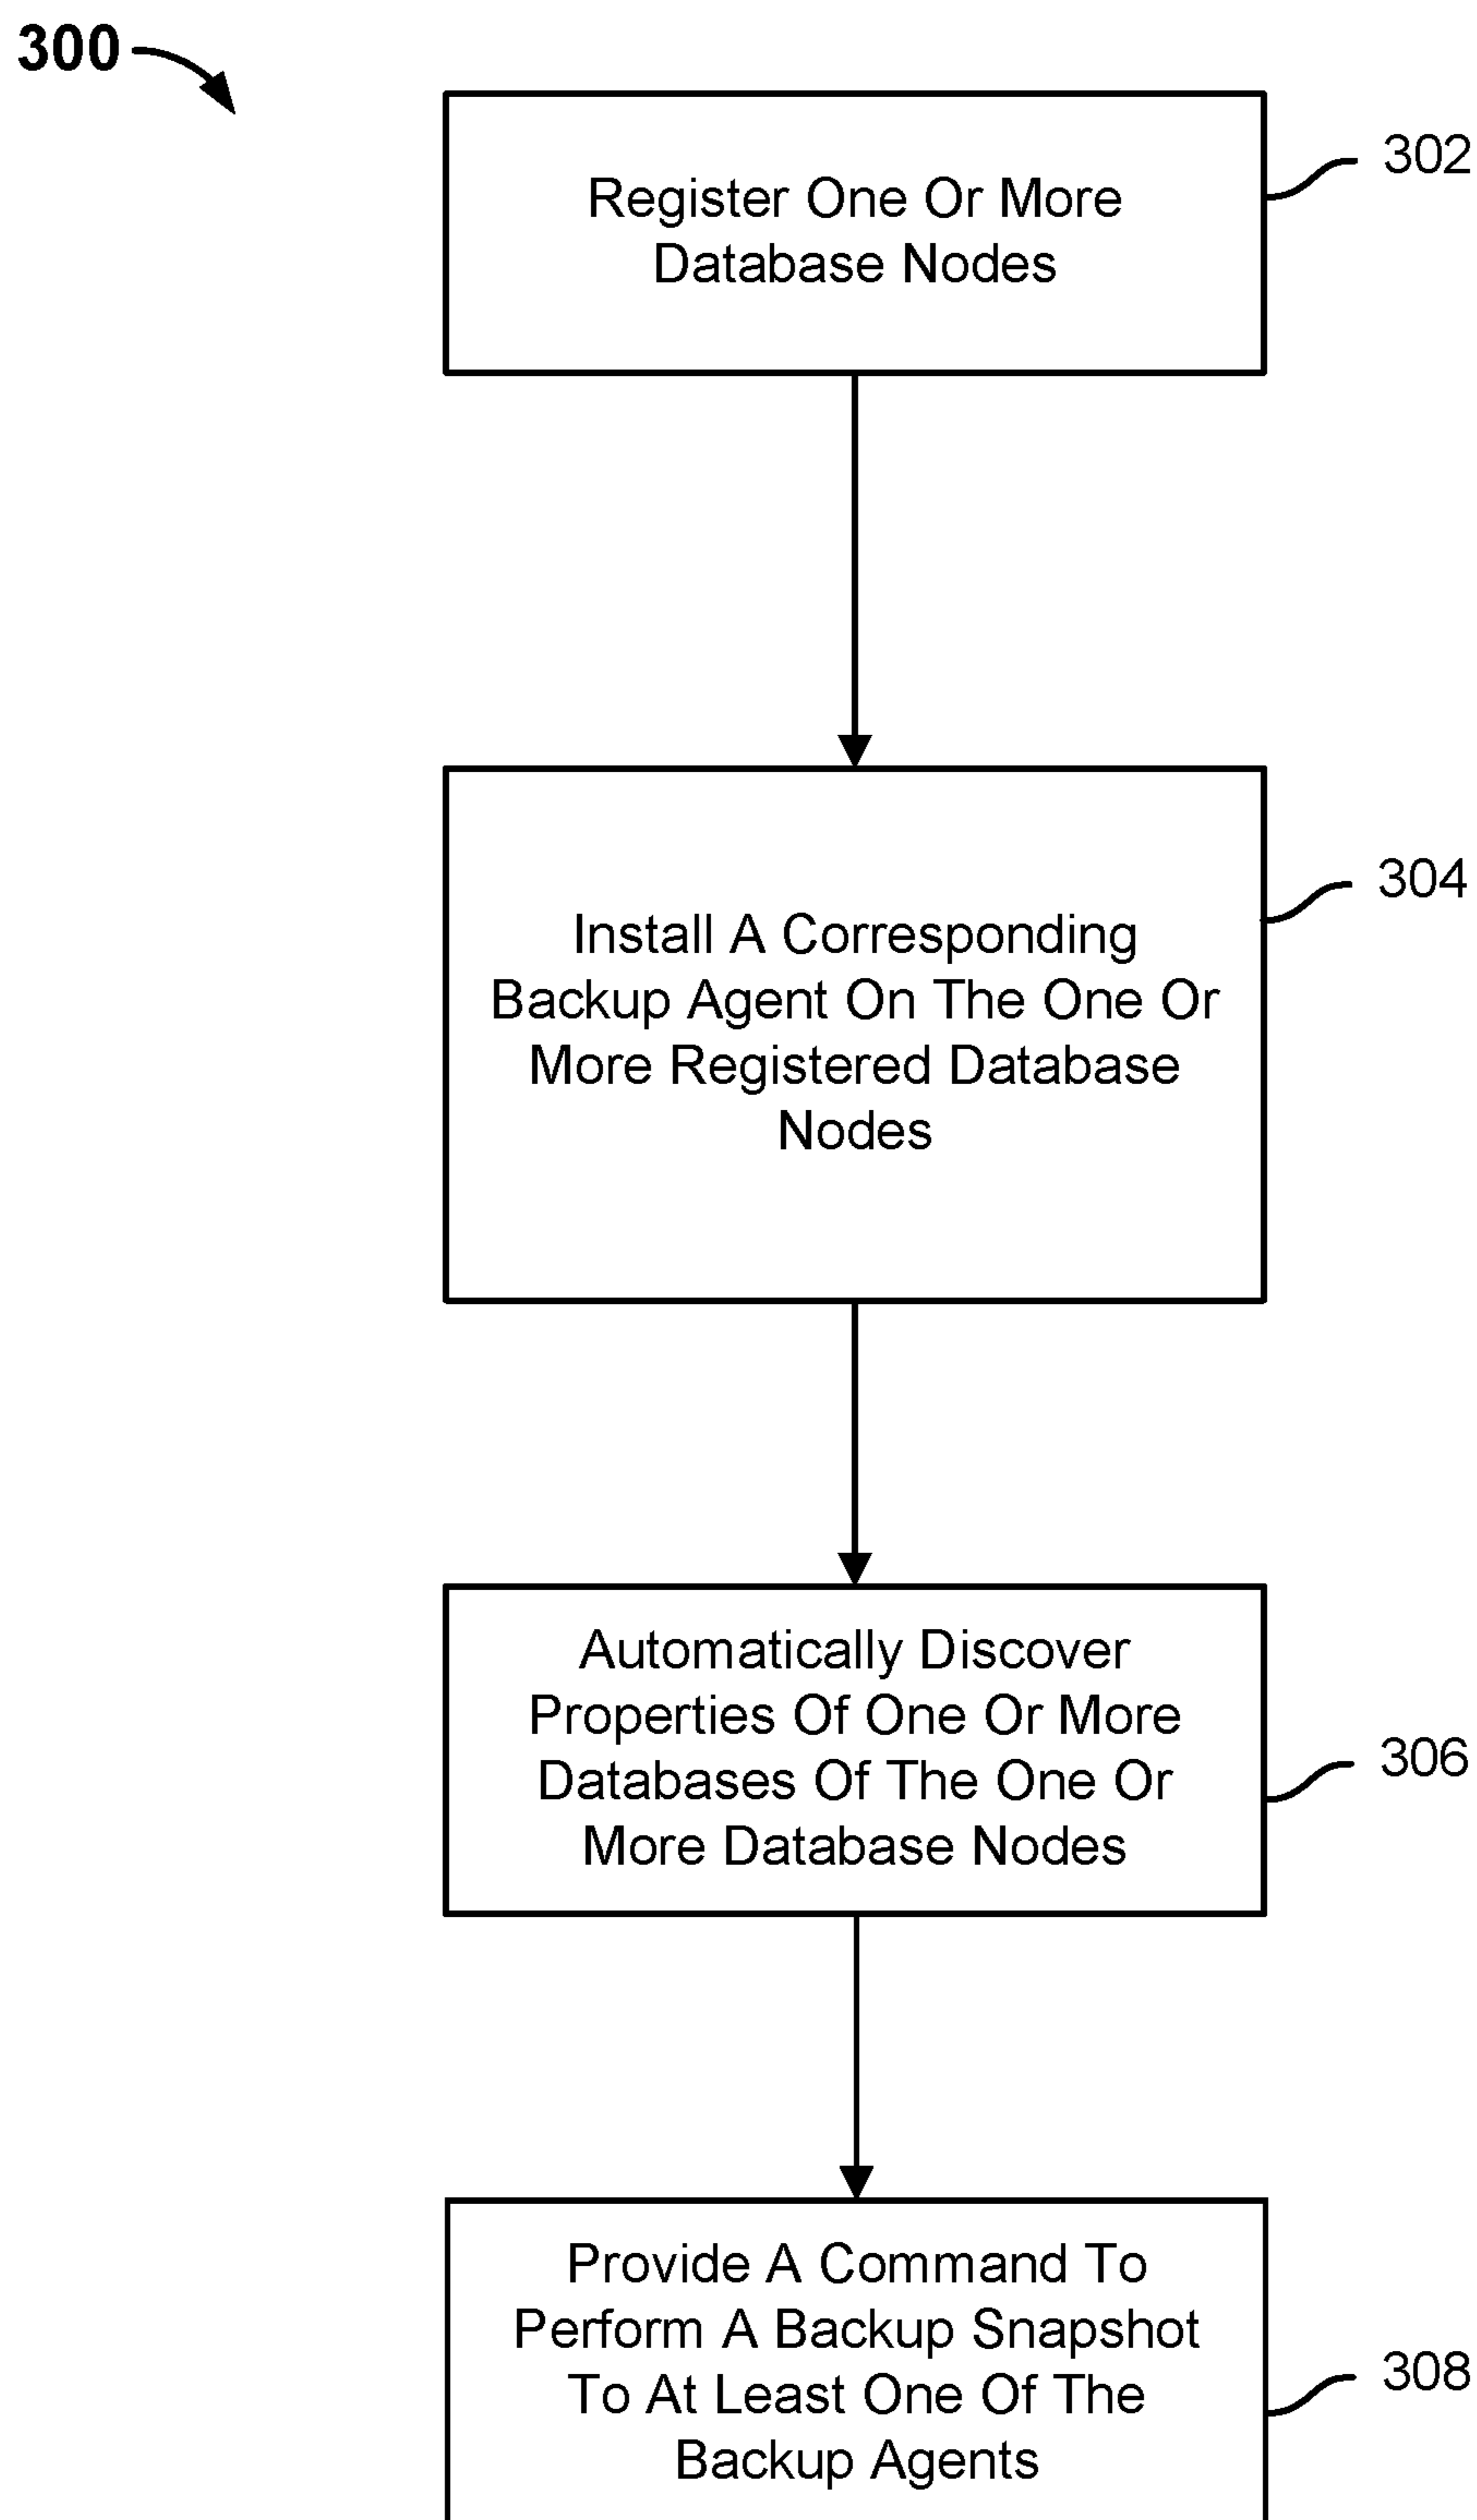 300
302
Register One Or More
Database Nodes
304
Install A Corresponding
Backup Agent On The One Or
More Registered Database
Nodes
Automatically Discover
Properties Of One Or More
Databases Of The One Or
More Database Nodes
306
Provide A Command To
Perform A Backup Snapshot
To At Least One Of The
Backup Agents
308